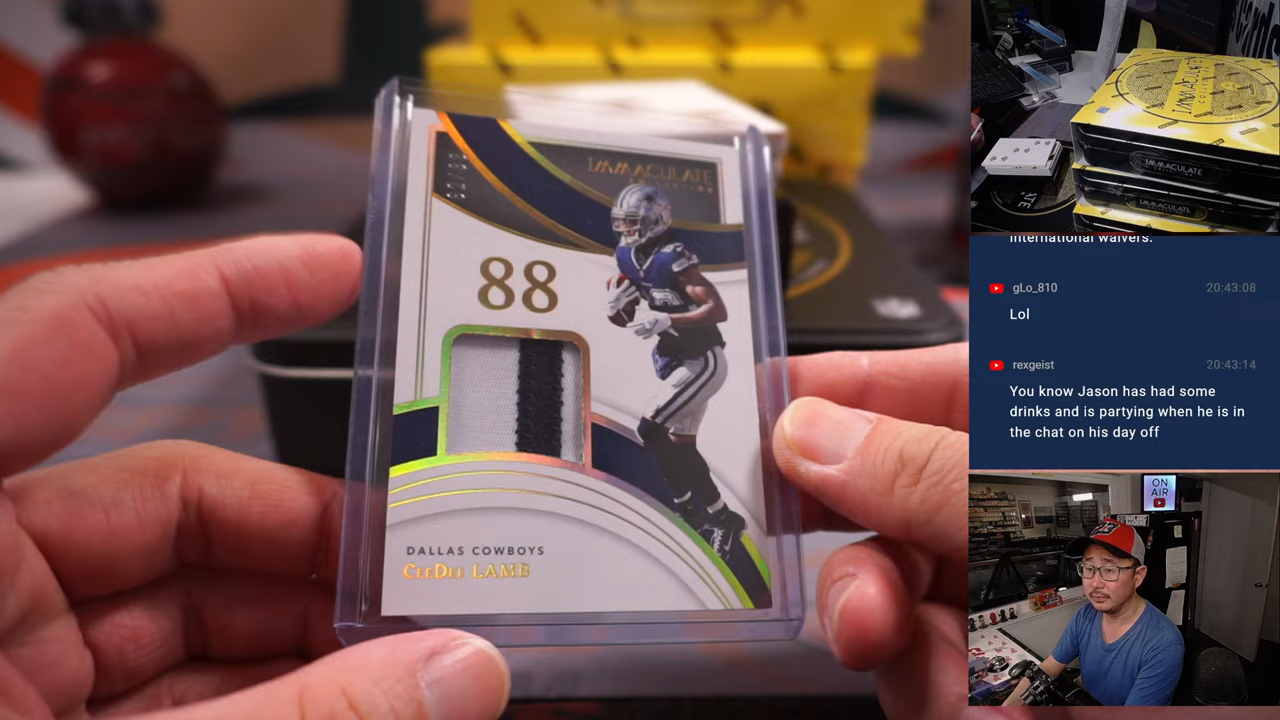 IMMACULATE
88
DALLAS COWBOYS
CEEDEE LAMB
IMMACULATE
IMMACULATE
IMMACULATE
international waivers.
gLo_810 20:43:08
Lol
rexgeist 20:43:14
You know Jason has had some
drinks and is partying when he is in
the chat on his day off
ON
AIR